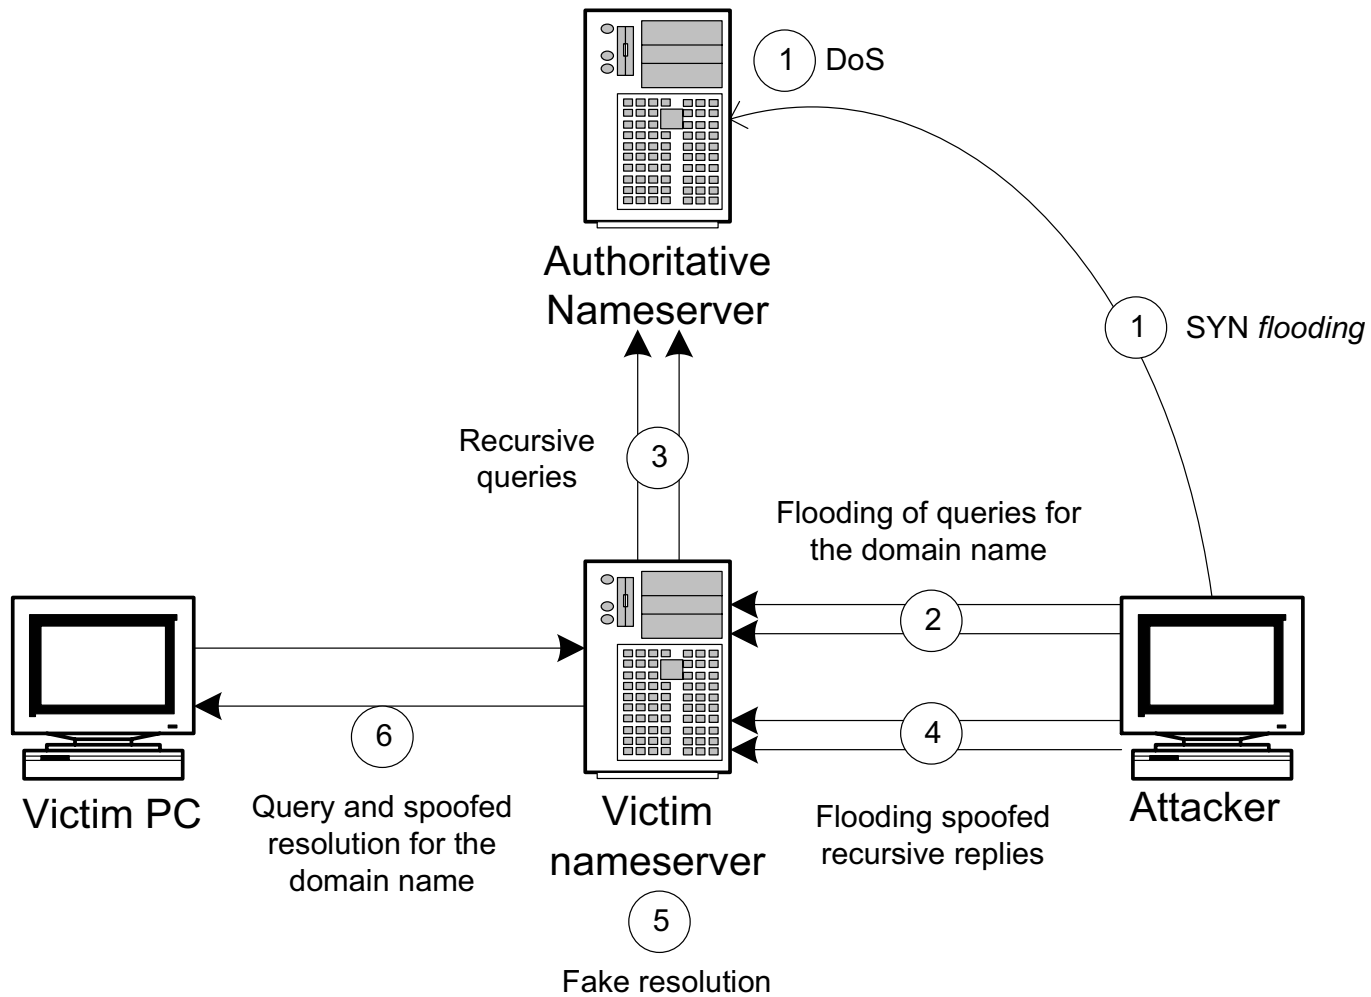 1 DoS
Authoritative
Nameserver
1 SYN flooding
Recursive
queries
3
Flooding of queries for
the domain name
2
4
6
Victim PC
Query and spoofed
resolution for the
domain name
Victim
nameserver
Flooding spoofed
recursive replies
Attacker
5
Fake resolution